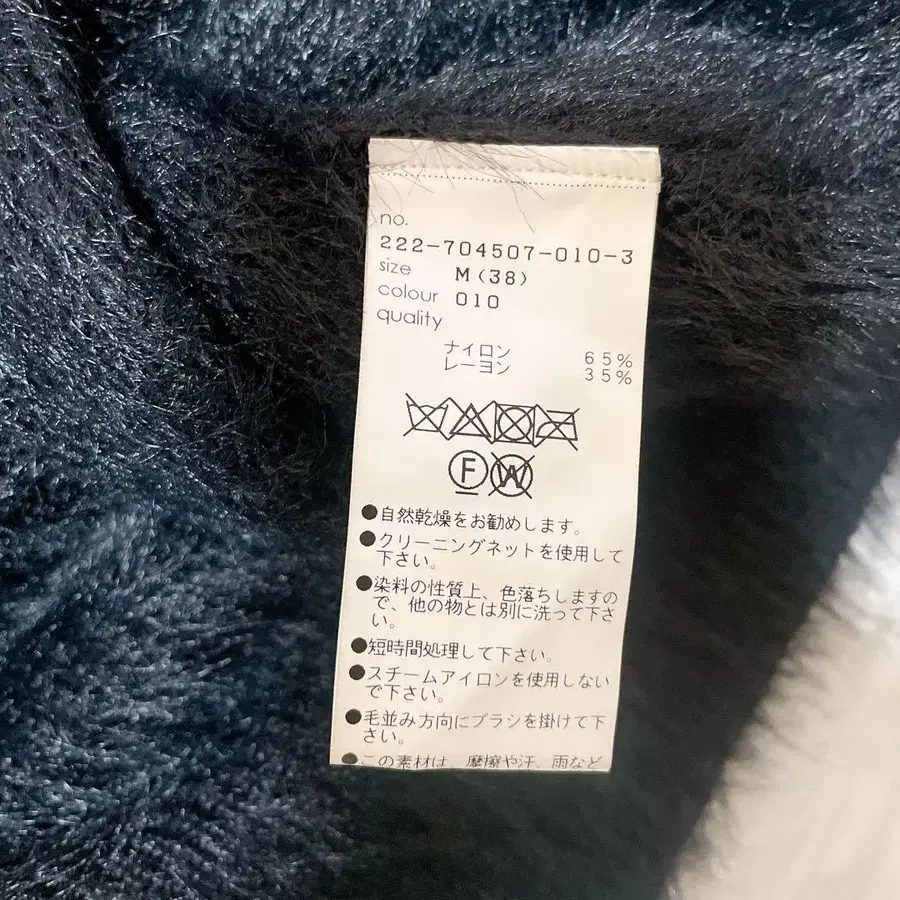 no.
222-704507-010-3
size M(38)
colour 010
quality
ナイロン 65%
レーヨン 35%
F W
●自然乾燥をお勧めします。
●クリーニングネットを使用して
下さい。
●染料の性質上、色落ちしますの
で、他の物とは別に洗って下さ
い。
●短時間処理して下さい。
●スチームアイロンを使用しない
で下さい。
●毛並み方向にブラシを掛けて下
さい。
●この素材は、摩擦や汗、雨など